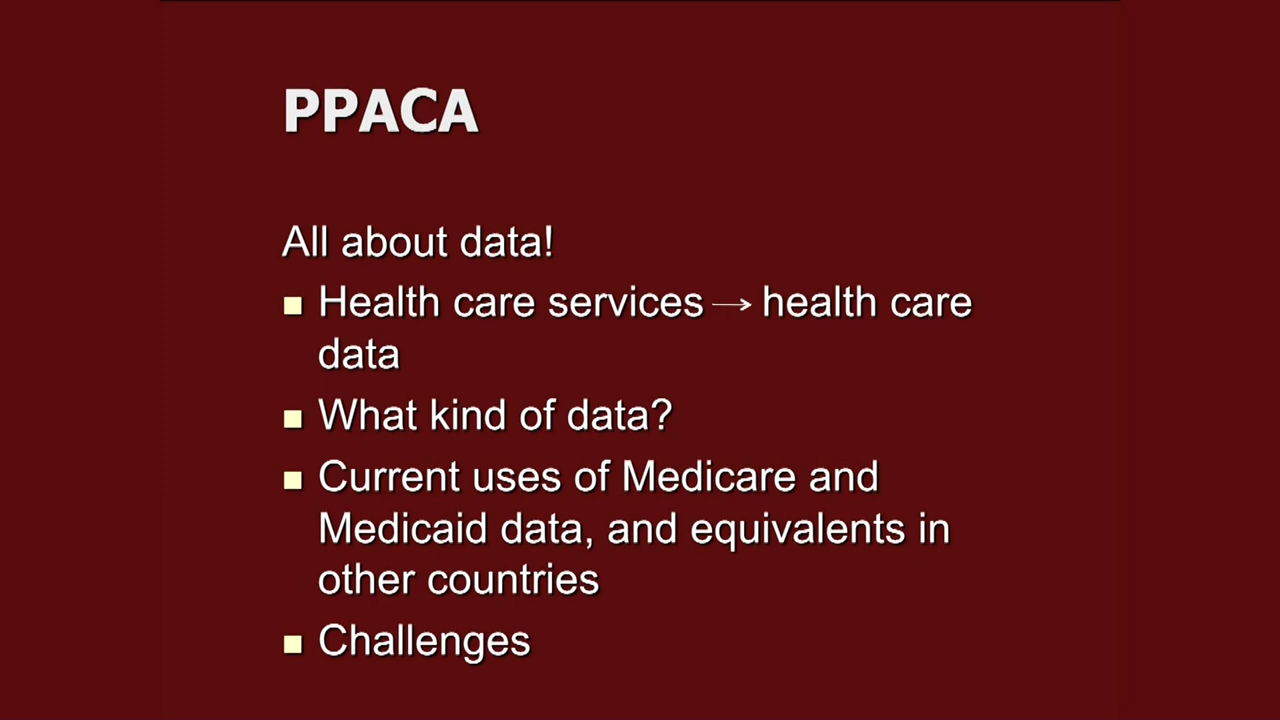 PPACA
All about data!
■ Health care services → health care
data
■ What kind of data?
■ Current uses of Medicare and
Medicaid data, and equivalents in
other countries
■ Challenges